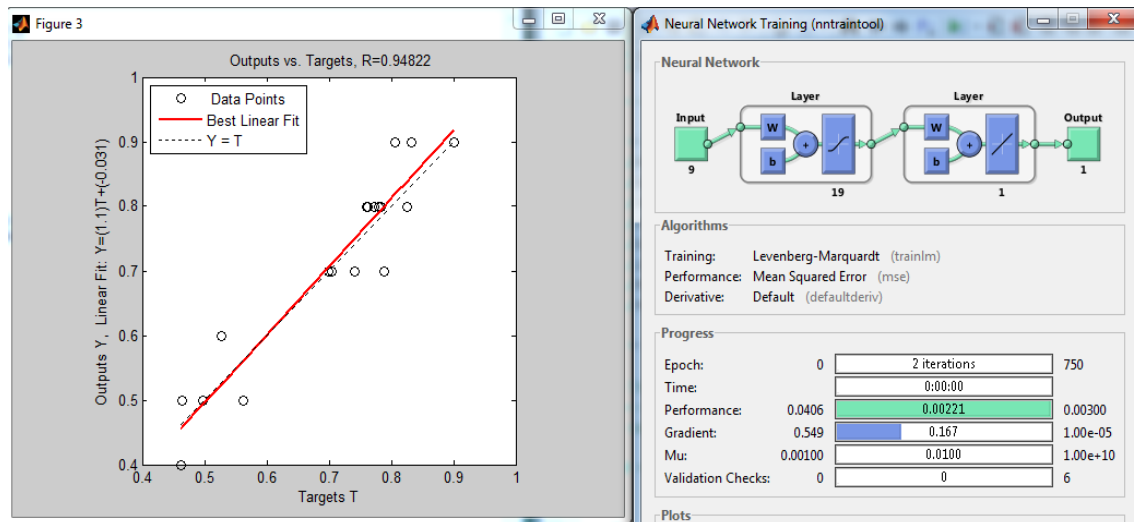 Figure 3
Outputs vs. Targets, R=0.94822
Data Points
Best Linear Fit
Y = T
Outputs Y, Linear Fit: Y=(1.1)T+(-0.031)
1
0.9
0.8
0.7
0.6
0.5
0.4
0.4 0.5 0.6 0.7 0.8 0.9 1
Targets T
Neural Network Training (nntraintool)
Neural Network
Layer Layer
Input W W Output
b + b +
9 19 1 1
Algorithms
Training: Levenberg-Marquardt (trainlm)
Performance: Mean Squared Error (mse)
Derivative: Default (defaultderiv)
Progress
Epoch: 0 2 iterations 750
Time: 0:00:00
Performance: 0.0406 0.00221 0.00300
Gradient: 0.549 0.167 1.00e-05
Mu: 0.00100 0.0100 1.00e+10
Validation Checks: 0 0 6
Plots